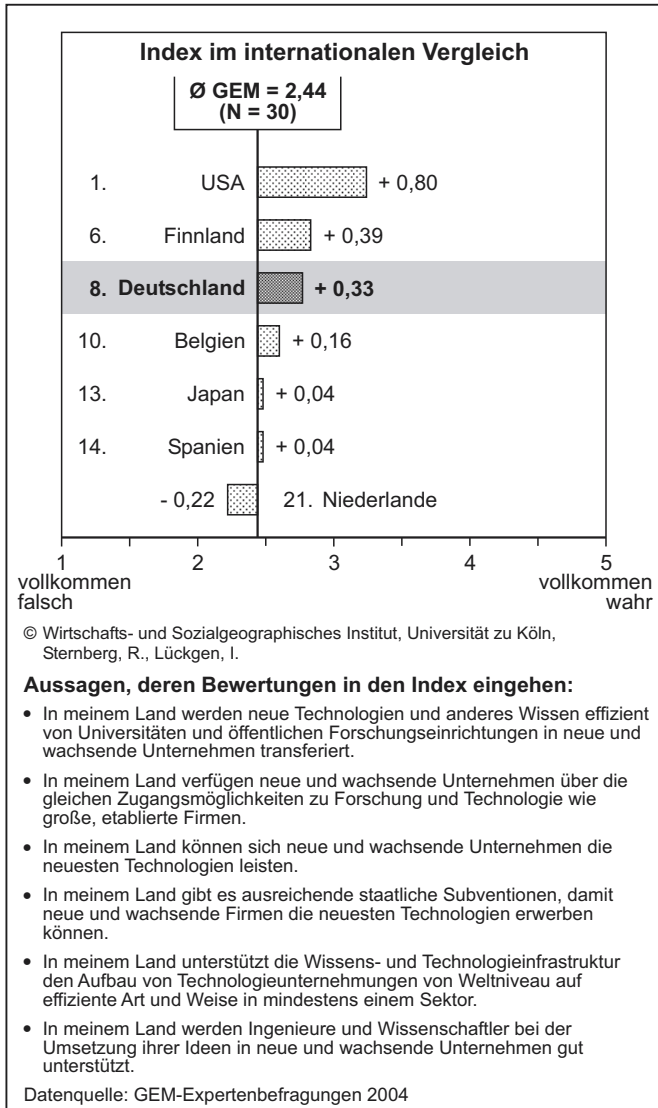 Index im internationalen Vergleich
Ø GEM = 2,44
(N = 30)
1. USA + 0,80
6. Finnland + 0,39
8. Deutschland + 0,33
10. Belgien + 0,16
13. Japan + 0,04
14. Spanien + 0,04
- 0,22 21. Niederlande
1 2 3 4 5
vollkommen falsch
vollkommen wahr
© Wirtschafts- und Sozialgeographisches Institut, Universität zu Köln,
Sternberg, R., Lückgen, I.
Aussagen, deren Bewertungen in den Index eingehen:
• In meinem Land werden neue Technologien und anderes Wissen effizient
von Universitäten und öffentlichen Forschungseinrichtungen in neue und
wachsende Unternehmen transferiert.
• In meinem Land verfügen neue und wachsende Unternehmen über die
gleichen Zugangsmöglichkeiten zu Forschung und Technologie wie
große, etablierte Firmen.
• In meinem Land können sich neue und wachsende Unternehmen die
neuesten Technologien leisten.
• In meinem Land gibt es ausreichende staatliche Subventionen, damit
neue und wachsende Firmen die neuesten Technologien erwerben
können.
• In meinem Land unterstützt die Wissens- und Technologieinfrastruktur
den Aufbau von Technologieunternehmungen von Weltniveau auf
effiziente Art und Weise in mindestens einem Sektor.
• In meinem Land werden Ingenieure und Wissenschaftler bei der
Umsetzung ihrer Ideen in neue und wachsende Unternehmen gut
unterstützt.
Datenquelle: GEM-Expertenbefragungen 2004